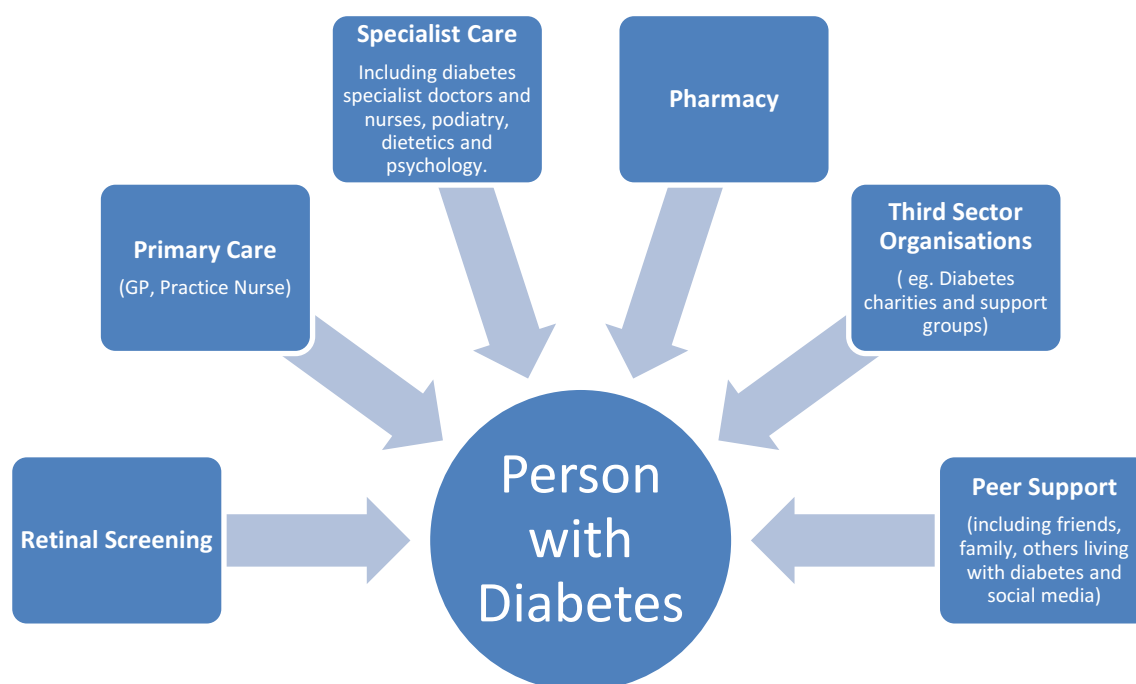 Specialist Care
Including diabetes
specialist doctors and
nurses, podiatry,
dietetics and
psychology.
Pharmacy
Primary Care
(GP, Practice Nurse)
Third Sector
Organisations
( eg. Diabetes
charities and support
groups)
Retinal Screening
Person
with
Diabetes
Peer Support
(including friends,
family, others living
with diabetes and
social media)